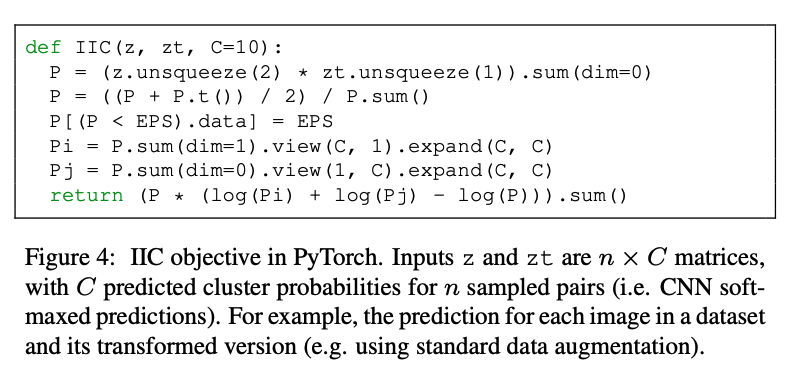 def IIC(z, zt, C=10):
  P = (z.unsqueeze(2) * zt.unsqueeze(1)).sum(dim=0)
  P = ((P + P.t()) / 2) / P.sum()
  P[(P < EPS).data] = EPS
  Pi = P.sum(dim=1).view(C, 1).expand(C, C)
  Pj = P.sum(dim=0).view(1, C).expand(C, C)
  return (P * (log(Pi) + log(Pj) - log(P))).sum()
Figure 4: IIC objective in PyTorch. Inputs z and zt are n × C matrices,
with C predicted cluster probabilities for n sampled pairs (i.e. CNN soft-
maxed predictions). For example, the prediction for each image in a dataset
and its transformed version (e.g. using standard data augmentation).